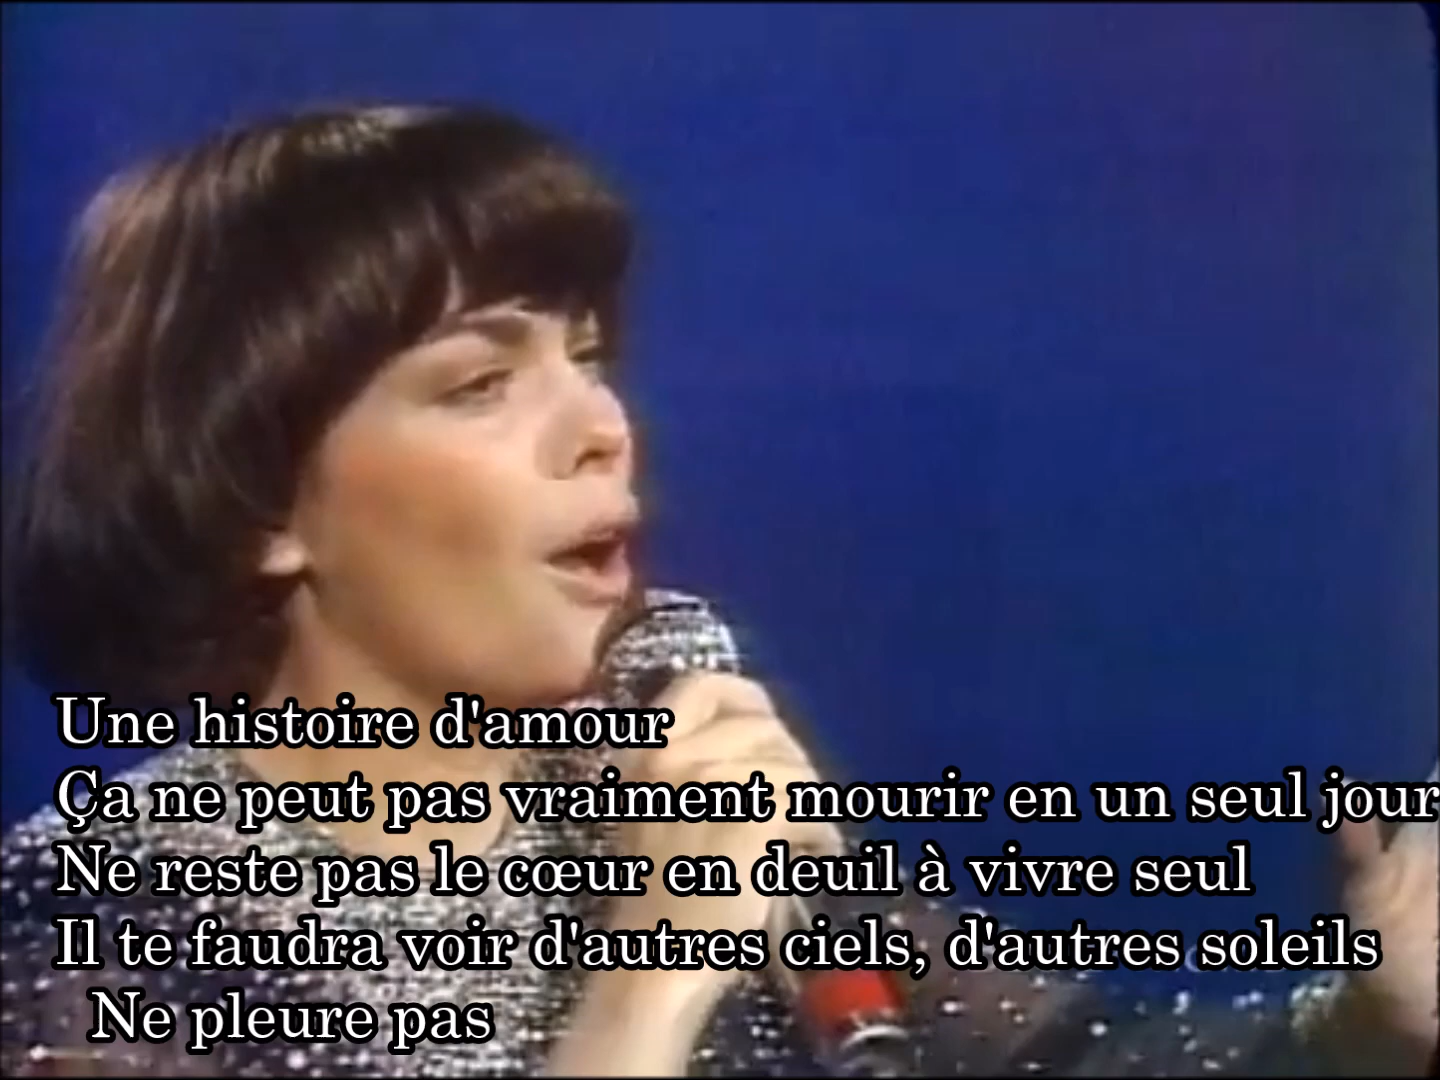 Une histoire d'amour
Ça ne peut pas vraiment mourir en un seul jour
Ne reste pas le cœur en deuil à vivre seul
Il te faudra voir d'autres ciels, d'autres soleils
Ne pleure pas